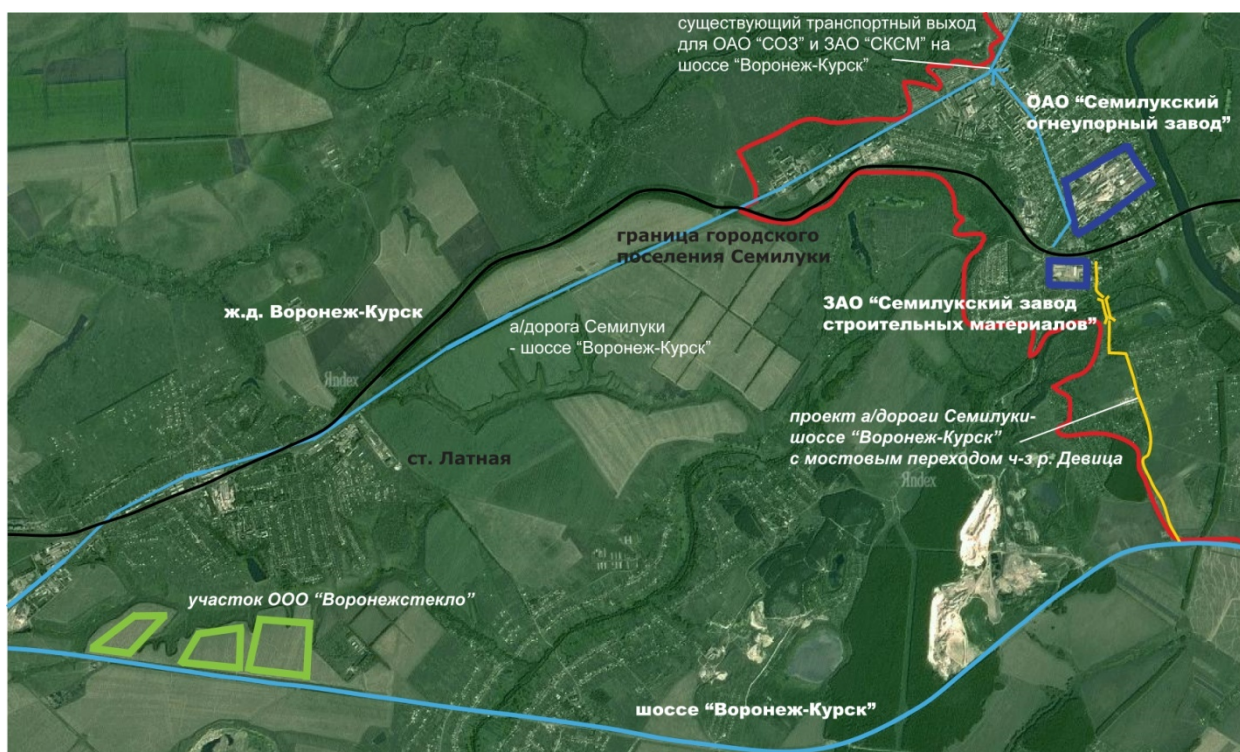 существующий транспортный выход
для ОАО “СОЗ” и ЗАО “СКСМ” на
шоссе “Воронеж-Курск”
ОАО “Семилукский
огнеупорный завод”
граница городского
поселения Семилуки
ж.д. Воронеж-Курск
ЗАО “Семилукский завод
строительных материалов”
а/дорога Семилуки
- шоссе “Воронеж-Курск”
Яndex
проект а/дороги Семилуки-
шоссе “Воронеж-Курск”
с мостовым переходом ч-з р. Девица
ст. Латная
Яndex
участок ООО “Воронежстекло”
шоссе “Воронеж-Курск”